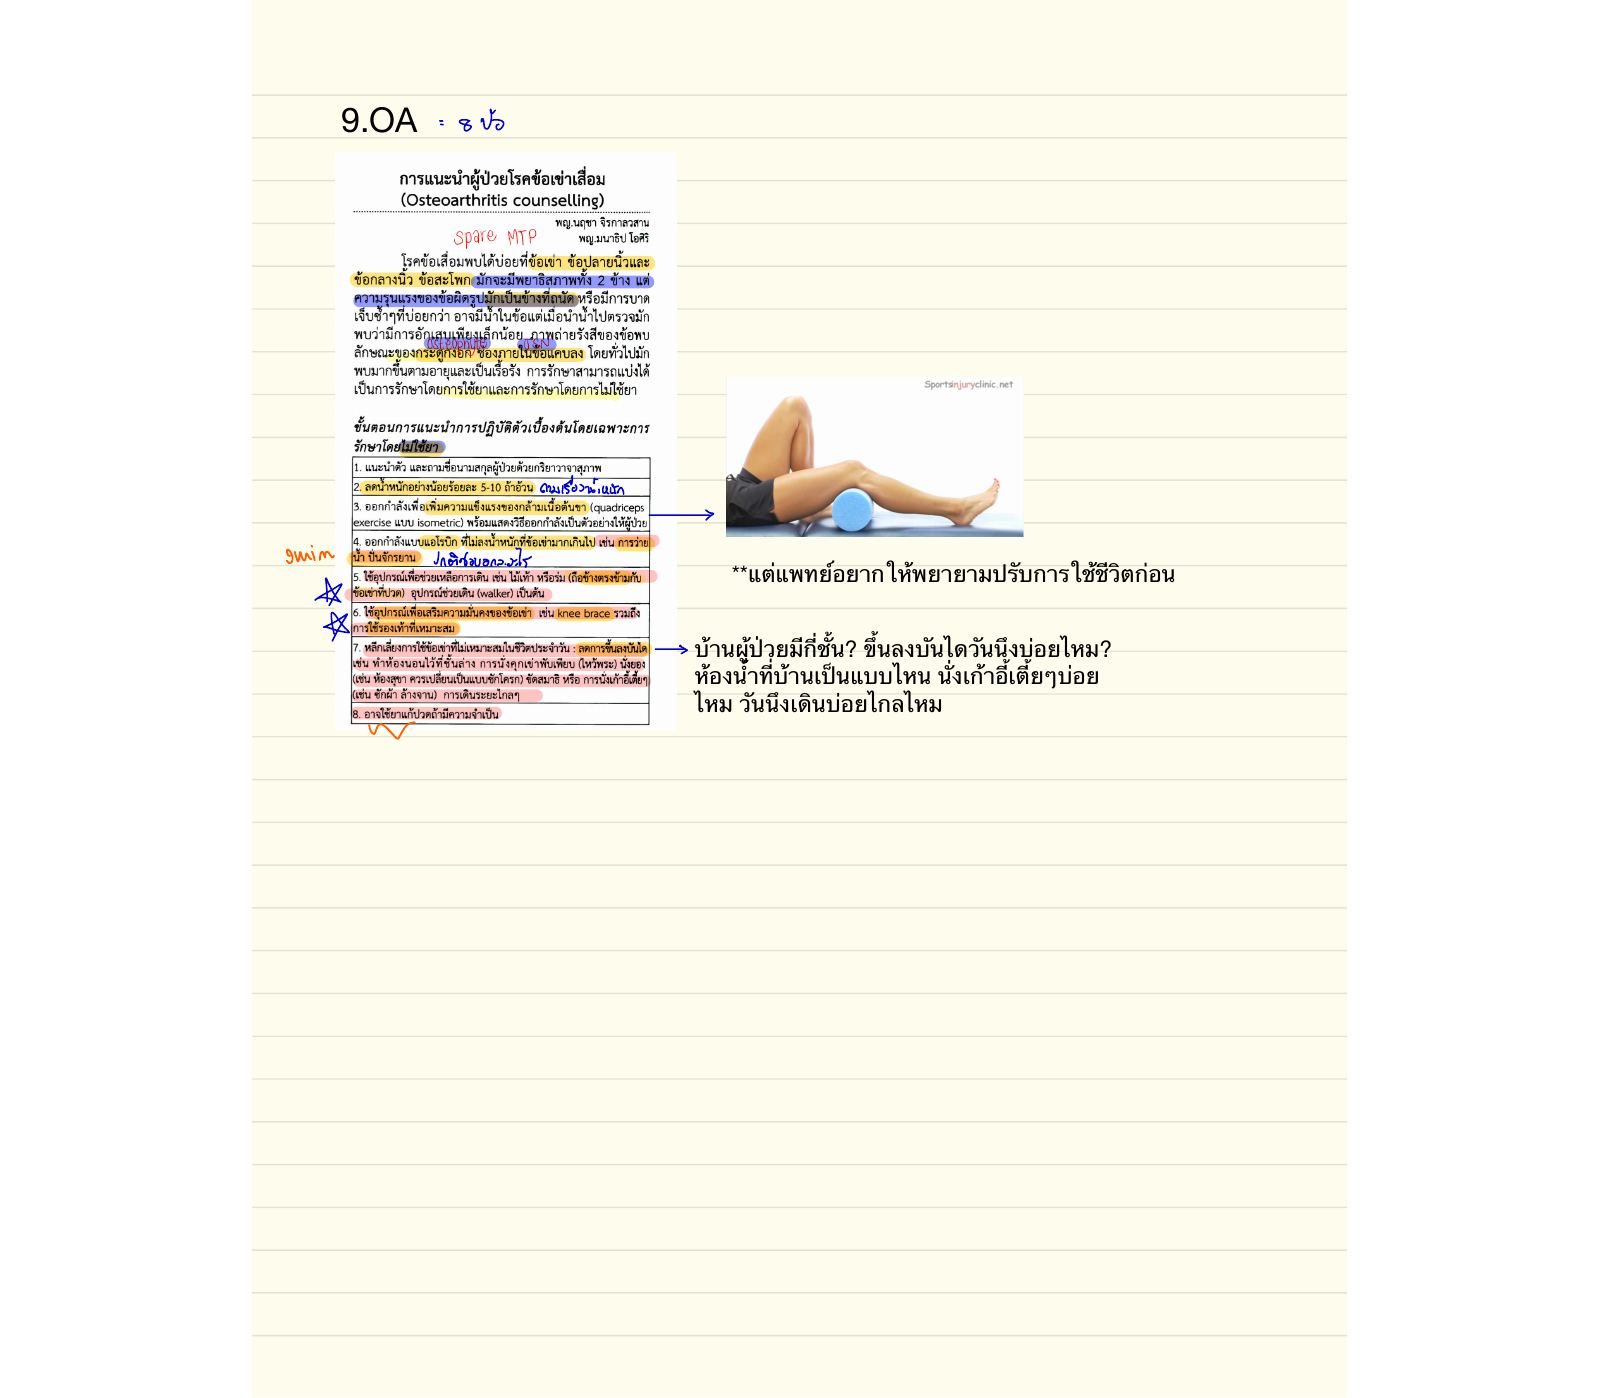 9.OA = 8 ข้อ
การแนะนำผู้ป่วยโรคข้อเข่าเสื่อม
(Osteoarthritis counselling)
พญ.นฤชา จิรกาลวสาน
พญ.มนาธิป โอศิริ
Spare MTP
โรคข้อเสื่อมพบได้บ่อยที่ข้อเข่า ข้อปลายนิ้วและ
ข้อกลางนิ้ว ข้อสะโพก มักจะมีพยาธิสภาพทั้ง 2 ข้าง แต่
ความรุนแรงของข้อผิดรูปมักเป็นข้างที่ถนัด หรือมีการบาด
เจ็บซ้ำๆที่บ่อยกว่า อาจมีน้ำในข้อแต่เมื่อนำน้ำไปตรวจมัก
พบว่ามีการอักเสบเพียงเล็กน้อย ภาพถ่ายรังสีของข้อพบ
osteophyte JSN
ลักษณะของกระดูกงอก ช่องภายในข้อแคบลง โดยทั่วไปมัก
พบมากขึ้นตามอายุและเป็นเรื้อรัง การรักษาสามารถแบ่งได้
เป็นการรักษาโดยการใช้ยาและการรักษาโดยการไม่ใช้ยา
ขั้นตอนการแนะนำการปฏิบัติตัวเบื้องต้นโดยเฉพาะการ
รักษาโดยไม่ใช้ยา
1. แนะนำตัว และถามชื่อนามสกุลผู้ป่วยด้วยกริยาวาจาสุภาพ
2. ลดน้ำหนักอย่างน้อยร้อยละ 5-10 ถ้าอ้วน ถามเรื่องน้ำหนัก
3. ออกกำลังเพื่อเพิ่มความแข็งแรงของกล้ามเนื้อต้นขา (quadriceps
exercise แบบ isometric) พร้อมแสดงวิธีออกกำลังเป็นตัวอย่างให้ผู้ป่วย
4. ออกกำลังแบบแอโรบิก ที่ไม่ลงน้ำหนักที่ข้อเข่ามากเกินไป เช่น การว่าย
น้ำ ปั่นจักรยาน
5. ใช้อุปกรณ์เพื่อช่วยเหลือการเดิน เช่น ไม้เท้า หรือร่ม (ถือข้างตรงข้ามกับ
ข้อเข่าที่ปวด) อุปกรณ์ช่วยเดิน (walker) เป็นต้น
6. ใช้อุปกรณ์เพื่อเสริมความมั่นคงของข้อเข่า เช่น knee brace รวมถึง
การใช้รองเท้าที่เหมาะสม
7. หลีกเลี่ยงการใช้ข้อเข่าที่ไม่เหมาะสมในชีวิตประจำวัน : ลดการขึ้นลงบันได
เช่น ทำห้องนอนไว้ที่ชั้นล่าง การนั่งคุกเข่าพับเพียบ (ไหว้พระ) นั่งยอง
(เช่น ห้องสุขา ควรเปลี่ยนเป็นแบบชักโครก) ขัดสมาธิ หรือ การนั่งเก้าอี้เตี้ยๆ
(เช่น ซักผ้า ล้างจาน) การเดินระยะไกลๆ
8. อาจใช้ยาแก้ปวดถ้ามีความจำเป็น
Sportsinjuryclinic.net
**แต่แพทย์อยากให้พยายามปรับการใช้ชีวิตก่อน
บ้านผู้ป่วยมีกี่ชั้น? ขึ้นลงบันไดวันนึงบ่อยไหม?
ห้องน้ำที่บ้านเป็นแบบไหน นั่งเก้าอี้เตี้ยๆบ่อย
ไหม วันนึงเดินบ่อยไกลไหม